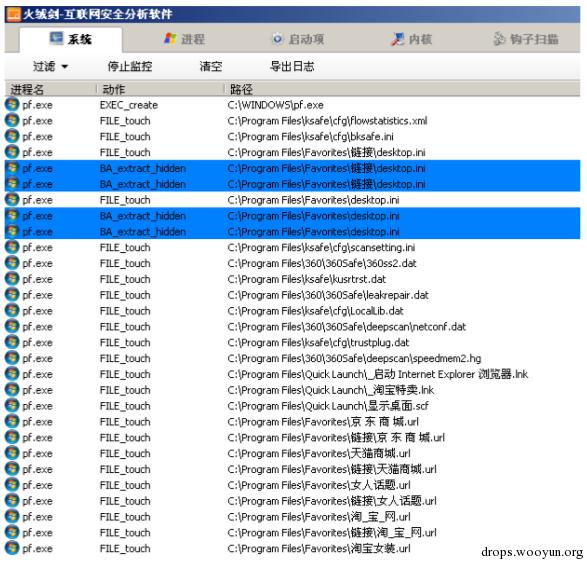 火绒剑-互联网安全分析软件
系统 进程 启动项 内核 钩子扫描
过滤 停止监控 清空 导出日志
进程名 动作 路径
pf.exe EXEC_create C:\WINDOWS\pf.exe
pf.exe FILE_touch C:\Program Files\ksafe\cfg\flowstatistics.xml
pf.exe FILE_touch C:\Program Files\ksafe\cfg\bksafe.ini
pf.exe FILE_touch C:\Program Files\Favorites\链接\desktop.ini
pf.exe BA_extract_hidden C:\Program Files\Favorites\链接\desktop.ini
pf.exe BA_extract_hidden C:\Program Files\Favorites\链接\desktop.ini
pf.exe FILE_touch C:\Program Files\Favorites\desktop.ini
pf.exe BA_extract_hidden C:\Program Files\Favorites\desktop.ini
pf.exe BA_extract_hidden C:\Program Files\Favorites\desktop.ini
pf.exe FILE_touch C:\Program Files\ksafe\cfg\scansetting.ini
pf.exe FILE_touch C:\Program Files\360\360Safe\360ss2.dat
pf.exe FILE_touch C:\Program Files\ksafe\kusrtrst.dat
pf.exe FILE_touch C:\Program Files\360\360Safe\leakrepair.dat
pf.exe FILE_touch C:\Program Files\ksafe\cfg\LocalLib.dat
pf.exe FILE_touch C:\Program Files\360\360Safe\deepscan\netconf.dat
pf.exe FILE_touch C:\Program Files\ksafe\cfg\trustplug.dat
pf.exe FILE_touch C:\Program Files\360\360Safe\deepscan\speedmem2.hg
pf.exe FILE_touch C:\Program Files\Quick Launch\_启动 Internet Explorer 浏览器.lnk
pf.exe FILE_touch C:\Program Files\Quick Launch\_淘宝特卖.lnk
pf.exe FILE_touch C:\Program Files\Quick Launch\显示桌面.scf
pf.exe FILE_touch C:\Program Files\Favorites\京 东 商 城.url
pf.exe FILE_touch C:\Program Files\Favorites\链接\京 东 商 城.url
pf.exe FILE_touch C:\Program Files\Favorites\天猫商城.url
pf.exe FILE_touch C:\Program Files\Favorites\链接\天猫商城.url
pf.exe FILE_touch C:\Program Files\Favorites\女人话题.url
pf.exe FILE_touch C:\Program Files\Favorites\链接\女人话题.url
pf.exe FILE_touch C:\Program Files\Favorites\淘_宝_网.url
pf.exe FILE_touch C:\Program Files\Favorites\链接\淘_宝_网.url
pf.exe FILE_touch C:\Program Files\Favorites\淘宝女装.url
drops.wooyun.org